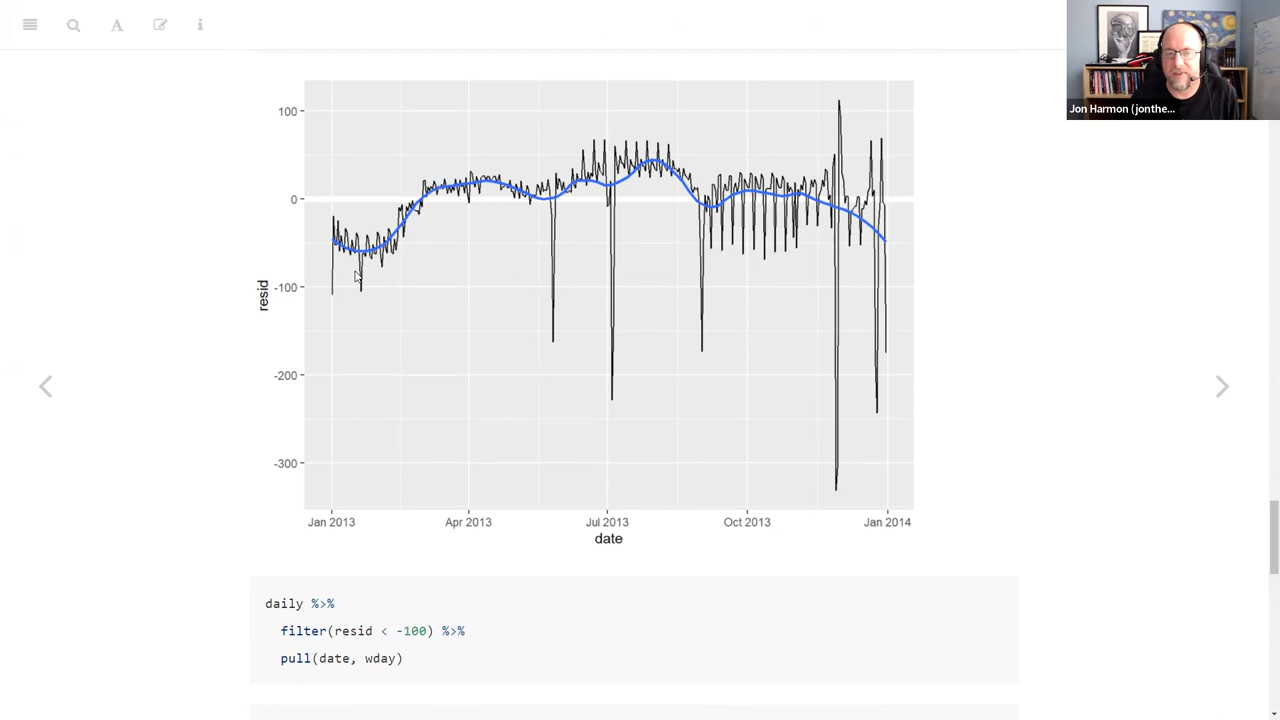 Jon Harmon (jonthe...
100
0
-100
-200
-300
resid
Jan 2013 Apr 2013 Jul 2013 Oct 2013 Jan 2014
date
daily %>%
filter(resid < -100) %>%
pull(date, wday)